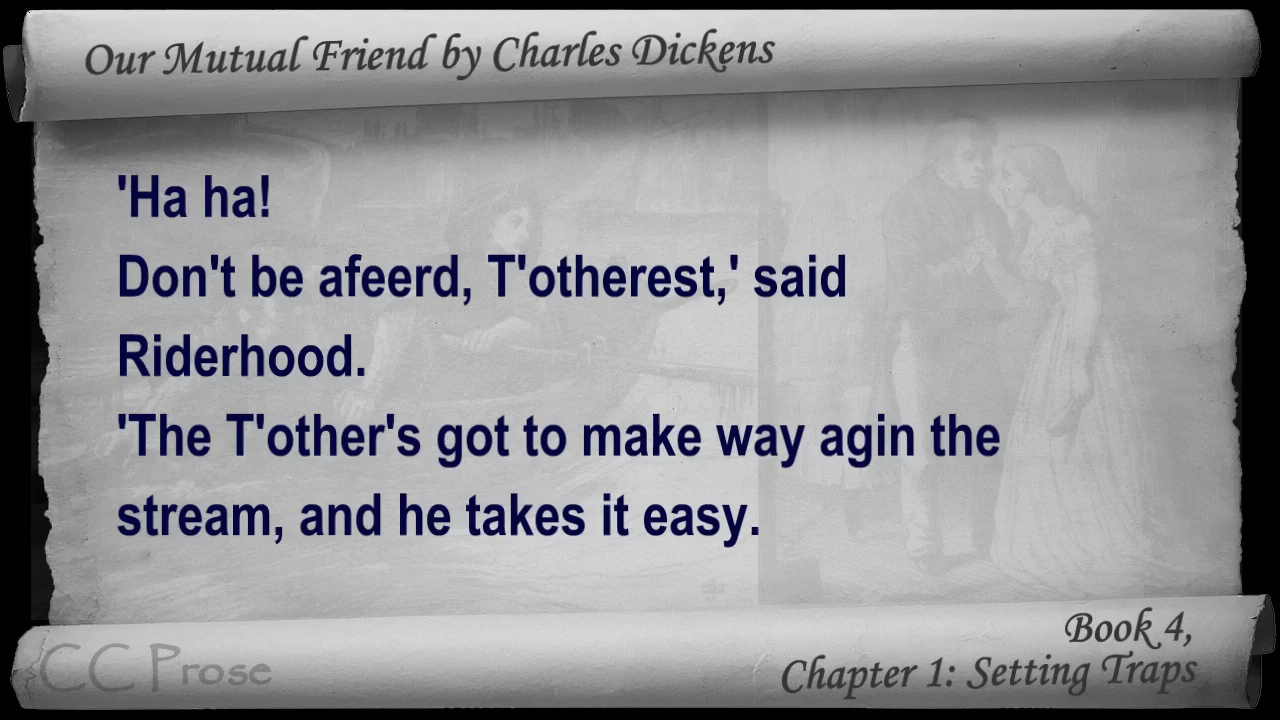 Our Mutual Friend by Charles Dickens
'Ha ha!
Don't be afeerd, T'otherest,' said
Riderhood.
'The T'other's got to make way agin the
stream, and he takes it easy.
Book 4,
Chapter 1: Setting Traps
CC Prose